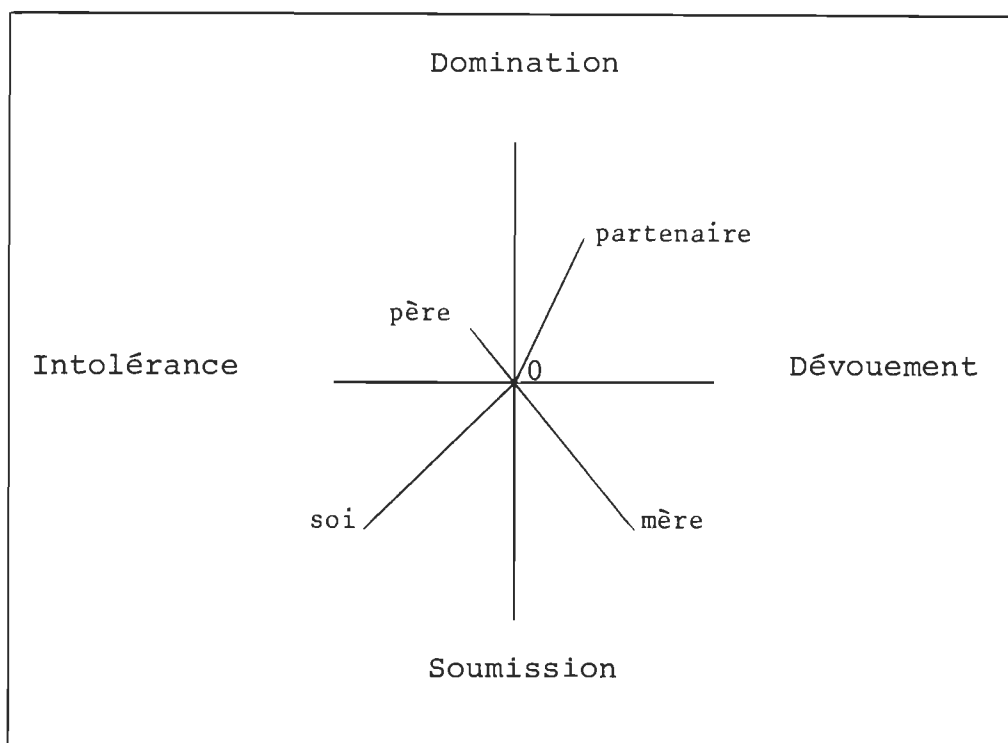 Domination
partenaire
père
Intolérance
0
Dévouement
soi
mère
Soumission